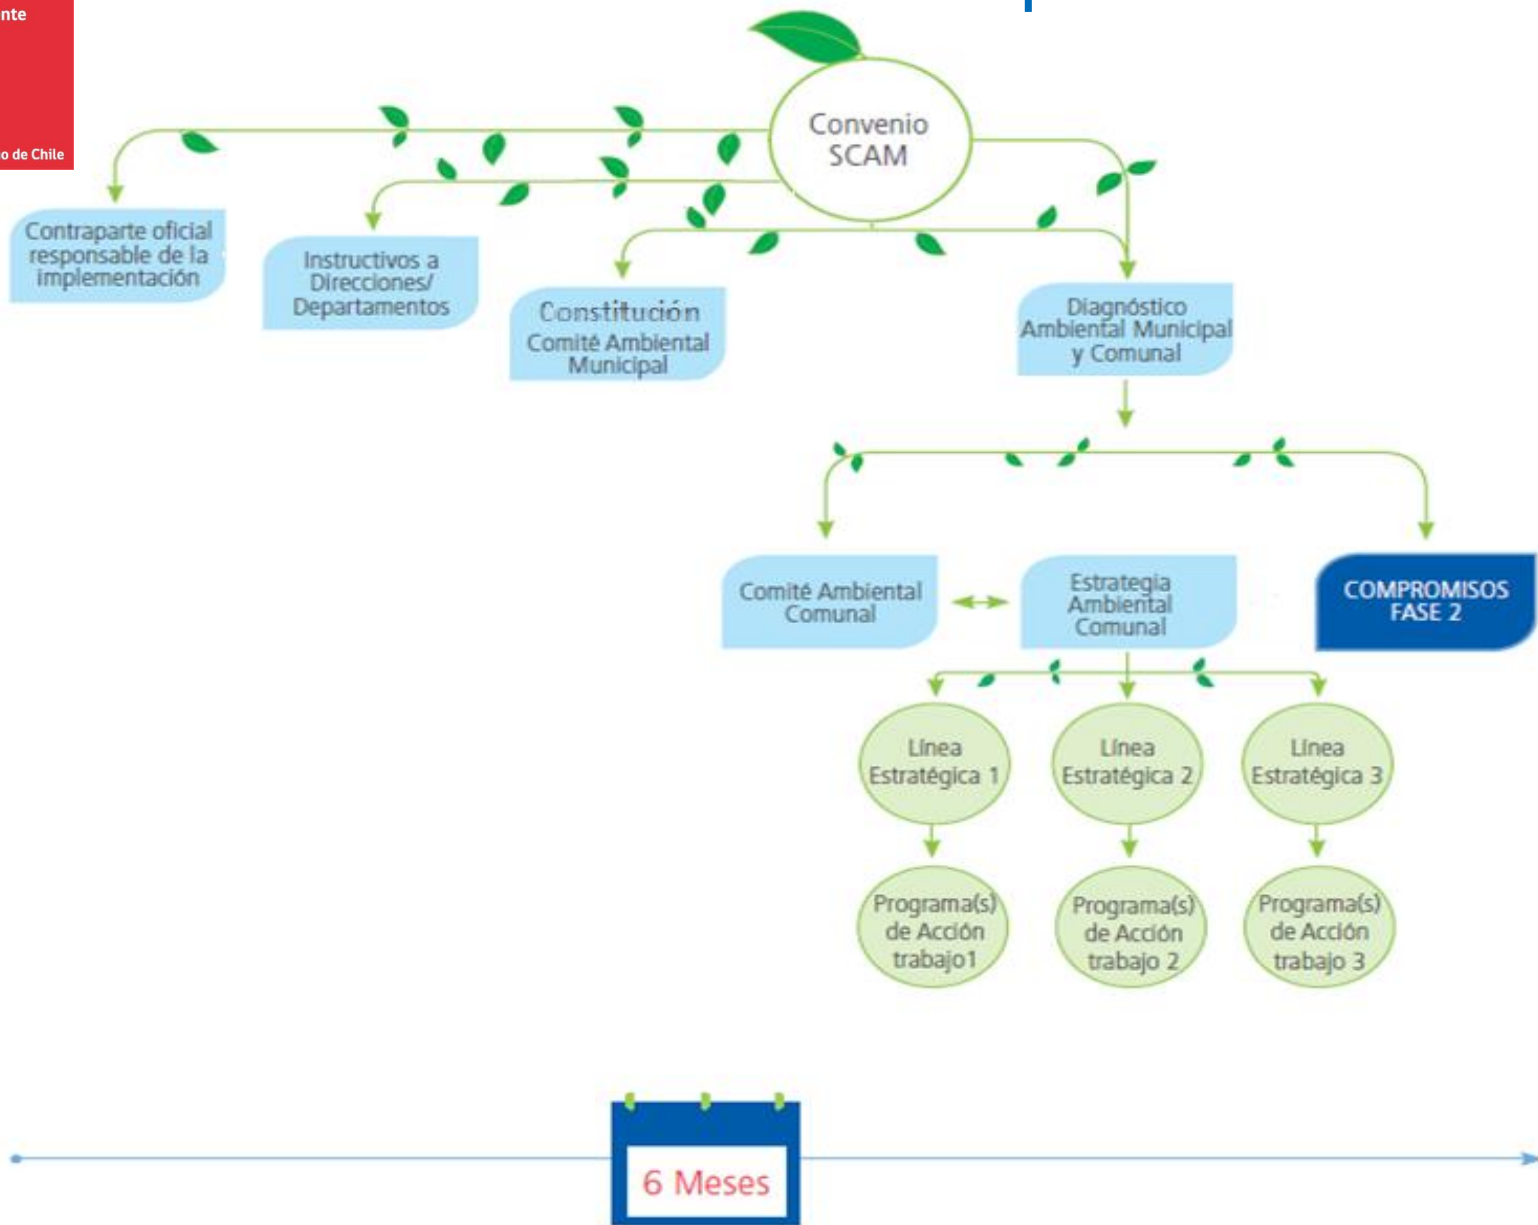 nte
o de Chile
Convenio
SCAM
Contraparte oficial
responsable de la
implementación
Instructivos a
Direcciones/
Departamentos
Constitución
Comité Ambiental
Municipal
Diagnóstico
Ambiental Municipal
y Comunal
Comité Ambiental
Comunal
Estrategia
Ambiental
Comunal
COMPROMISOS
FASE 2
Línea
Estratégica 1
Línea
Estratégica 2
Línea
Estratégica 3
Programa(s)
de Acción
trabajo1
Programa(s)
de Acción
trabajo 2
Programa(s)
de Acción
trabajo 3
6 Meses